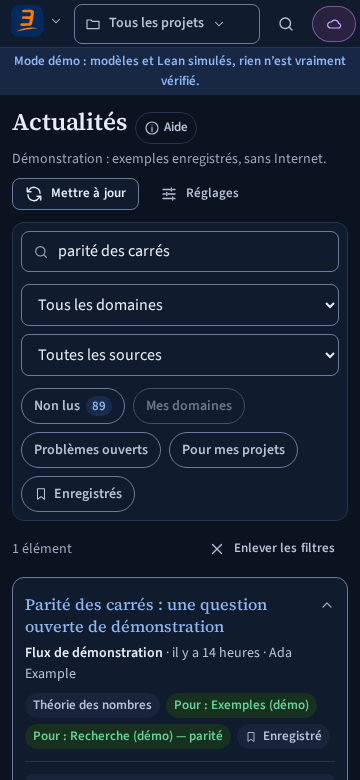 Tous les projets
Mode démo : modèles et Lean simulés, rien n’est vraiment
vérifié.
Actualités
Aide
Démonstration : exemples enregistrés, sans Internet.
Mettre à jour
Réglages
parité des carrés
Tous les domaines
Toutes les sources
Non lus 89
Mes domaines
Problèmes ouverts
Pour mes projets
Enregistrés
1 élément
Enlever les filtres
Parité des carrés : une question
ouverte de démonstration
Flux de démonstration · il y a 14 heures · Ada
Example
Théorie des nombres
Pour : Exemples (démo)
Pour : Recherche (démo) — parité
Enregistré